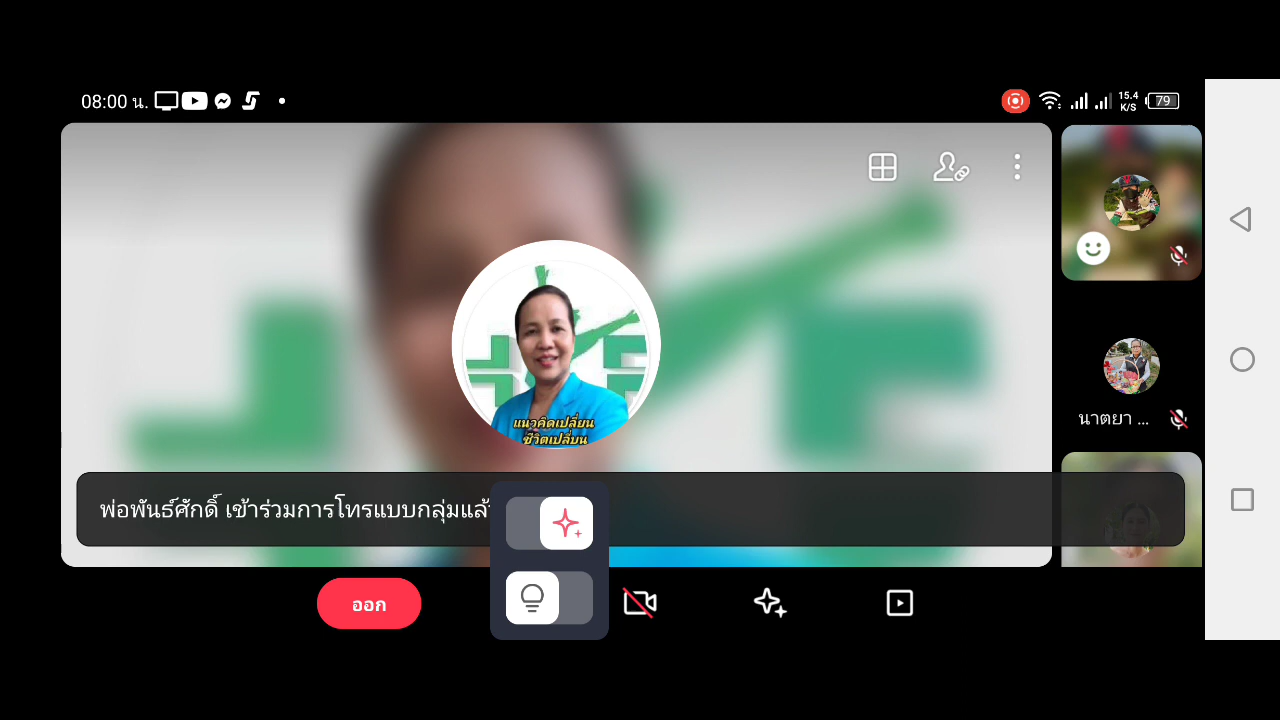 08:00 น.
15.4
K/S
79
แนวคิดเปลี่ยน
ชีวิตเปลี่ยน
นาตยา ...
พ่อพันธ์ศักดิ์ เข้าร่วมการโทรแบบกลุ่มแล้ว
ออก